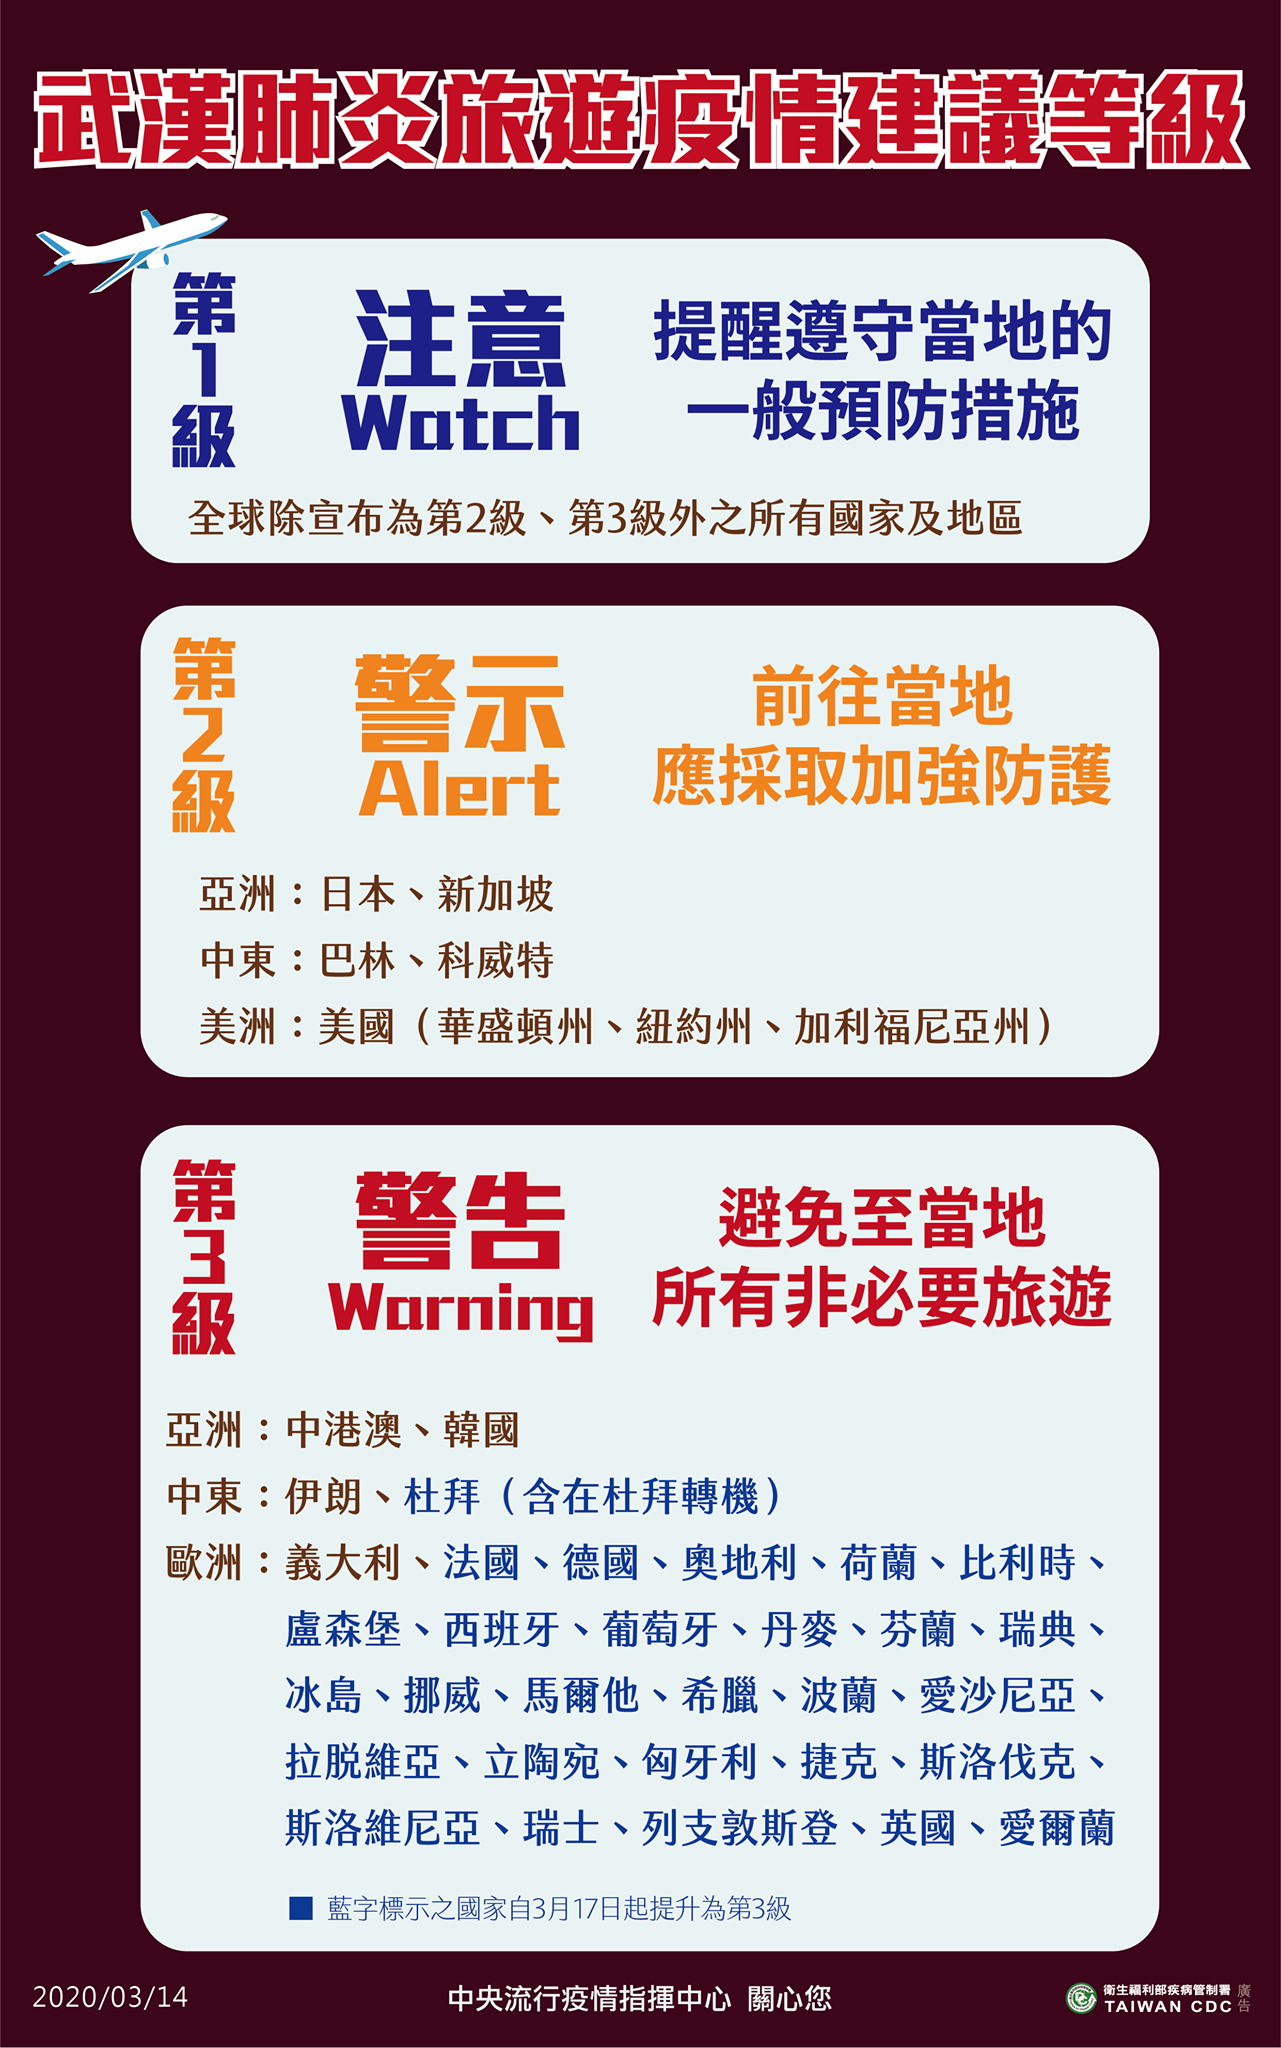 武漢肺炎旅遊疫情建議等級
第1級
注意
Watch
提醒遵守當地的
一般預防措施
全球除宣布為第2級、第3級外之所有國家及地區
第2級
警示
Alert
前往當地
應採取加強防護
亞洲：日本、新加坡
中東：巴林、科威特
美洲：美國（華盛頓州、紐約州、加利福尼亞州）
第3級
警告
Warning
避免至當地
所有非必要旅遊
亞洲：中港澳、韓國
中東：伊朗、杜拜（含在杜拜轉機）
歐洲：義大利、法國、德國、奧地利、荷蘭、比利時、
盧森堡、西班牙、葡萄牙、丹麥、芬蘭、瑞典、
冰島、挪威、馬爾他、希臘、波蘭、愛沙尼亞、
拉脫維亞、立陶宛、匈牙利、捷克、斯洛伐克、
斯洛維尼亞、瑞士、列支敦斯登、英國、愛爾蘭
藍字標示之國家自3月17日起提升為第3級
2020/03/14
中央流行疫情指揮中心 關心您
衛生福利部疾病管制署
TAIWAN CDC
廣告